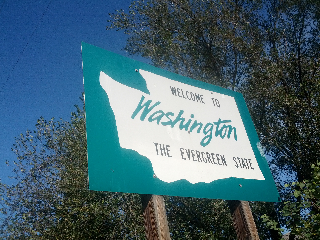 WELCOME TO
Washington
THE EVERGREEN STATE